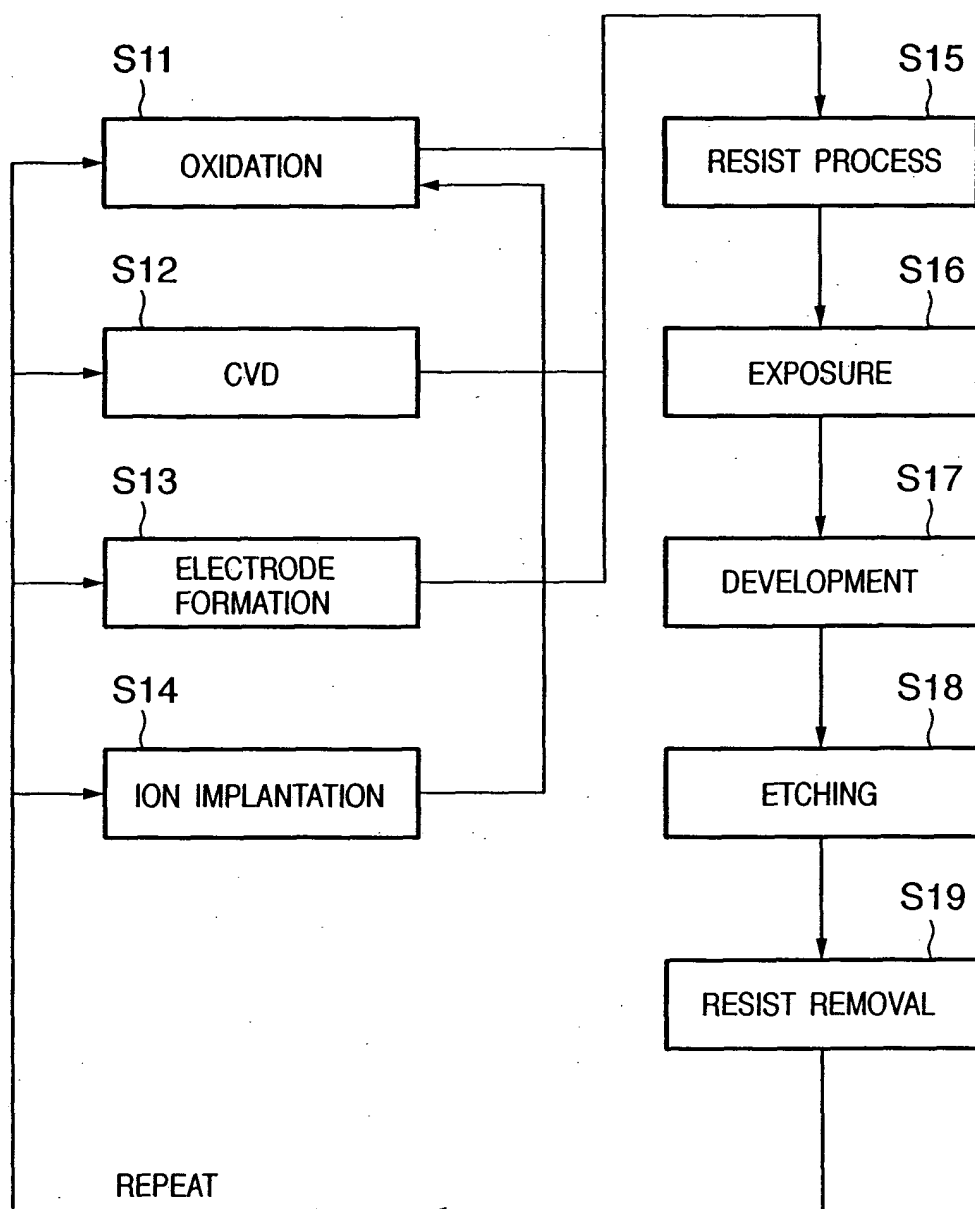 S11
OXIDATION
S12
CVD
S13
ELECTRODE
FORMATION
S14
ION IMPLANTATION
S15
RESIST PROCESS
S16
EXPOSURE
S17
DEVELOPMENT
S18
ETCHING
S19
RESIST REMOVAL
REPEAT